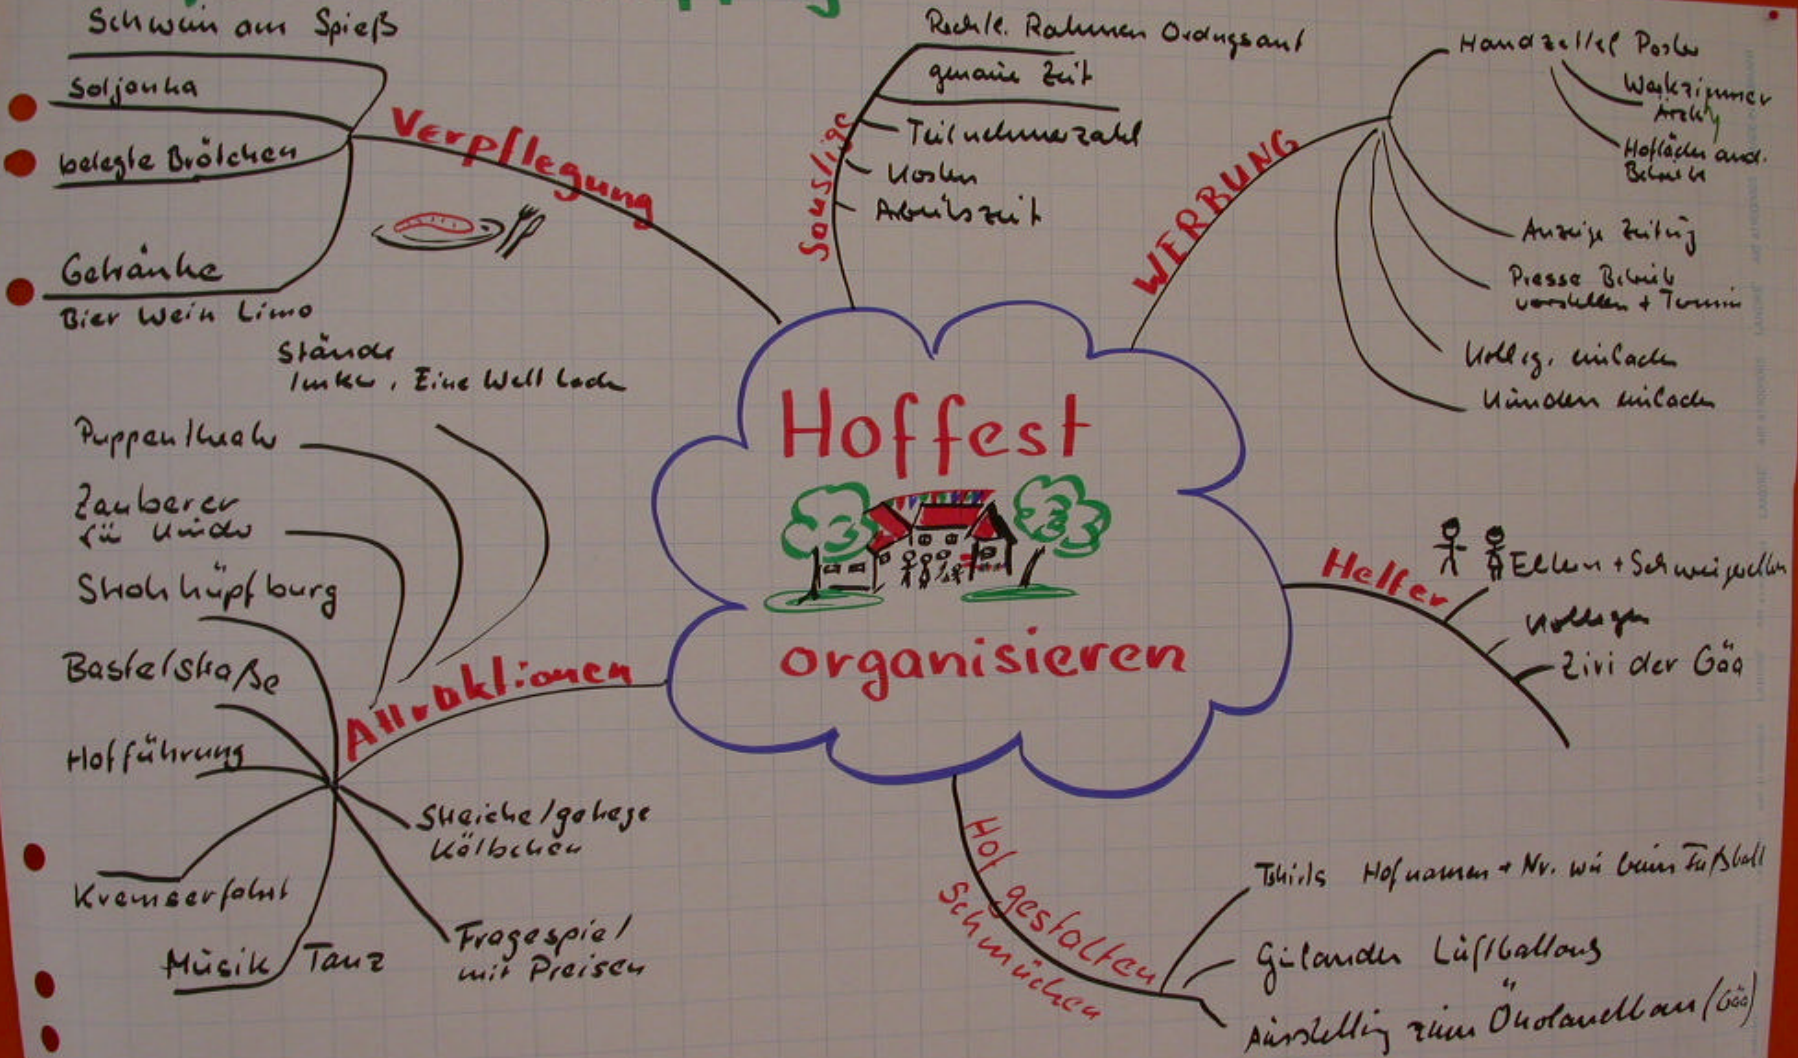 Schwein am Spieß
Soljanka
belegte Brötchen
Getränke
Bier Wein Limo
Verpflegung
Rechtl. Rahmen Ordngsamt
genaue Zeit
Teilnehmerzahl
Kosten
Arbeitszeit
Sonstige
WERBUNG
Handzettel Poster
Wartezimmer
Hofläden and.
Betriebe
Anzeige Zeitung
Presse Betrieb
vorstellen + Termin
Kolleg. einladen
Kunden einladen
Stände
Imker, Eine Welt Laden
Puppentheater
Zauberer
für Kinder
Strohhüpfburg
Bastelstraße
Hofführung
Kremserfahrt
Musik / Tanz
Fragespiel
mit Preisen
Streichelgehege
Kälbchen
Attraktionen
Hoffest
organisieren
Helfer
Eltern + Schwiegereltern
Kollegen
Zivi der Gäa
Hof gestalten
Schmücken
Tshirts Hofnamen + Nr. wie beim Fußball
Girlanden Luftballons
Ausstellung zum Ökolandbau (Gäa)